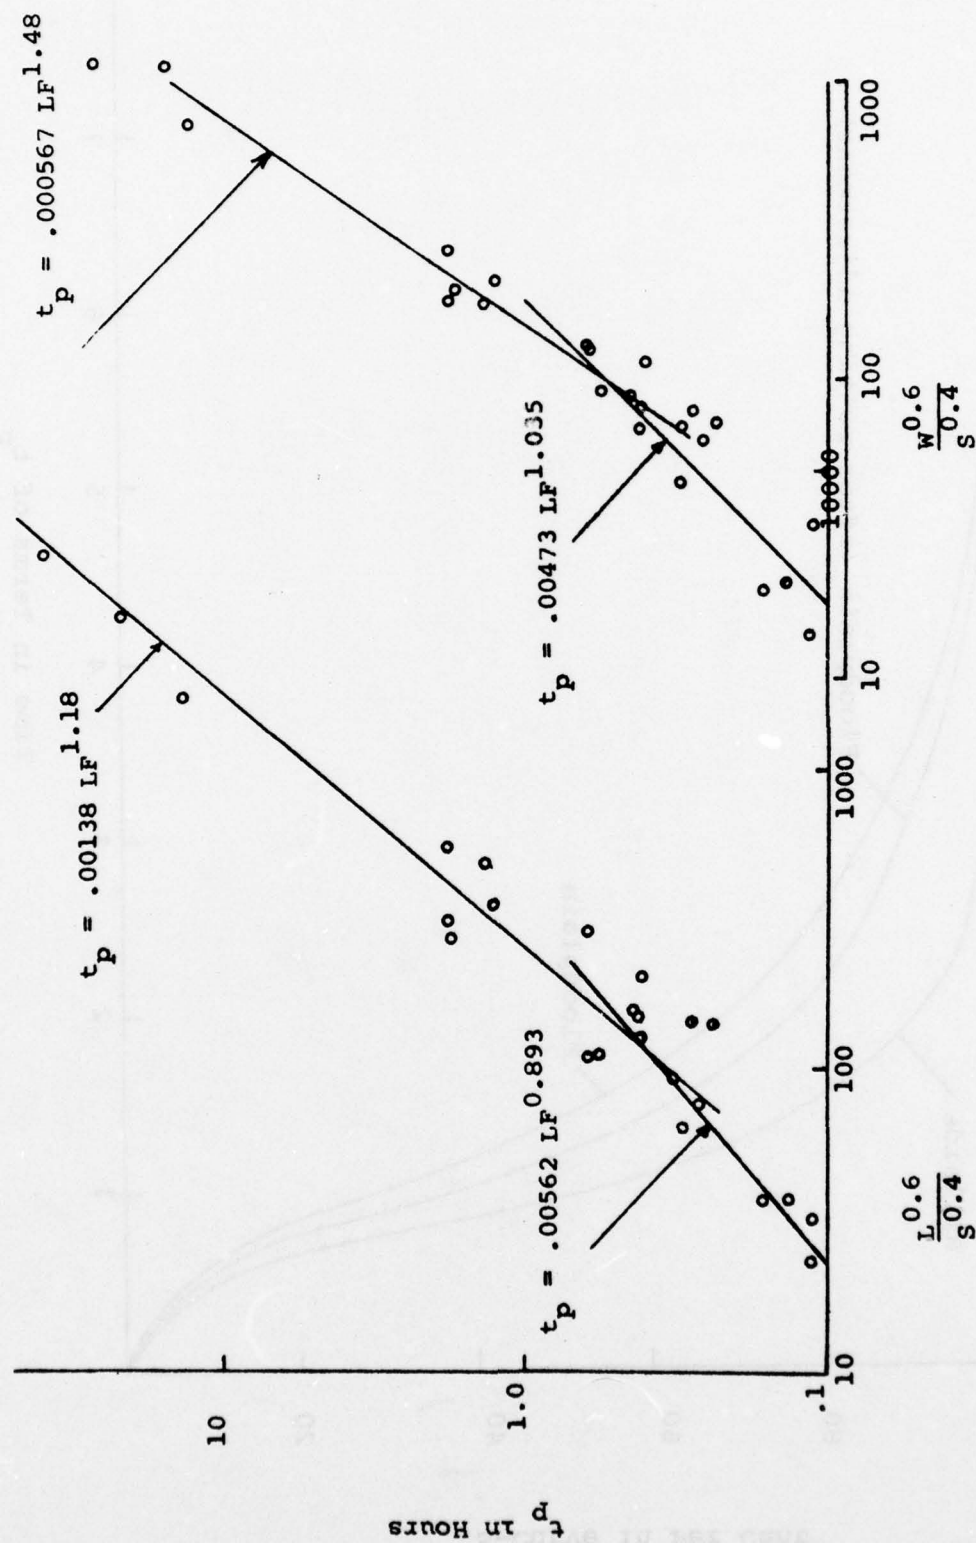 t_p = .000567 LF^1.48
t_p = .00138 LF^1.18
t_p = .00473 LF^1.035
t_p = .00562 LF^0.893
t_p in Hours
10
1.0
.1
10
100
1000
10000
L^0.6
S^0.4
10
100
1000
W^0.6
S^0.4